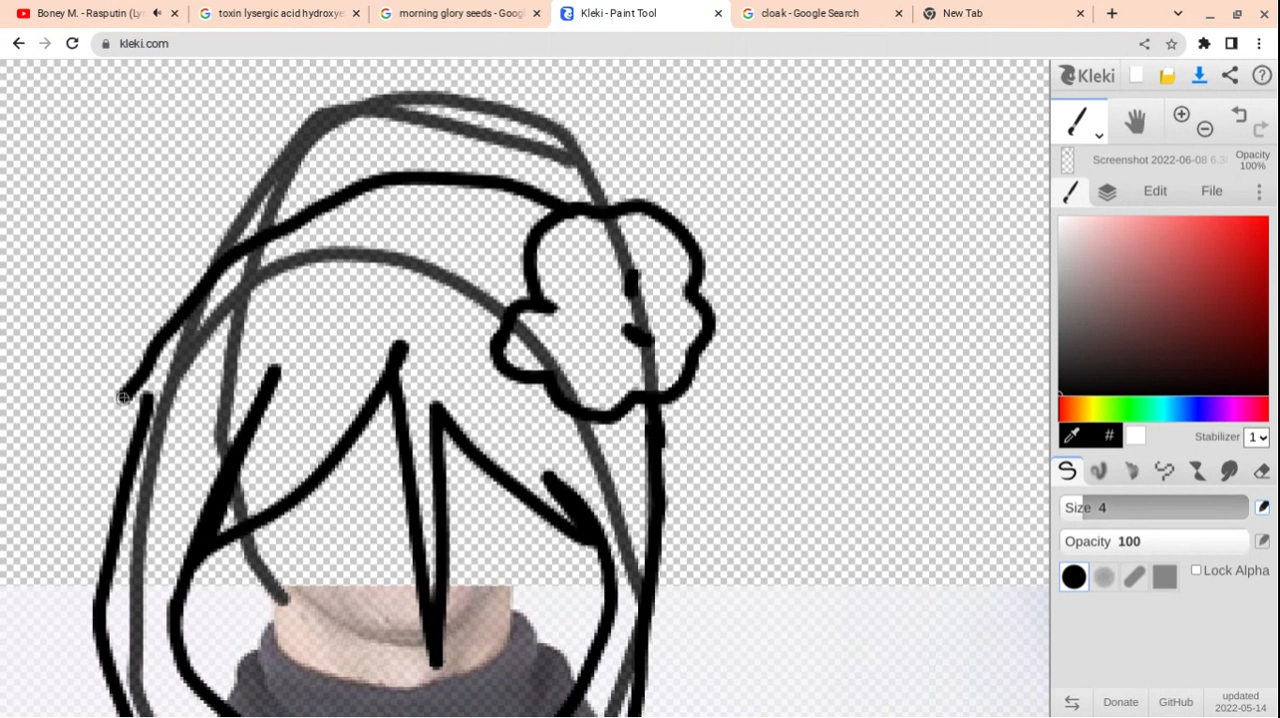 Boney M. - Rasputin (Lyr
toxin lysergic acid hydroxye
morning glory seeds - Goog
Kleki - Paint Tool
cloak - Google Search
New Tab
kleki.com
Kleki
Screenshot 2022-06-08 6.3
Opacity
100%
Edit
File
#
Stabilizer
1
Size 4
Opacity 100
Lock Alpha
Donate
GitHub
updated
2022-05-14